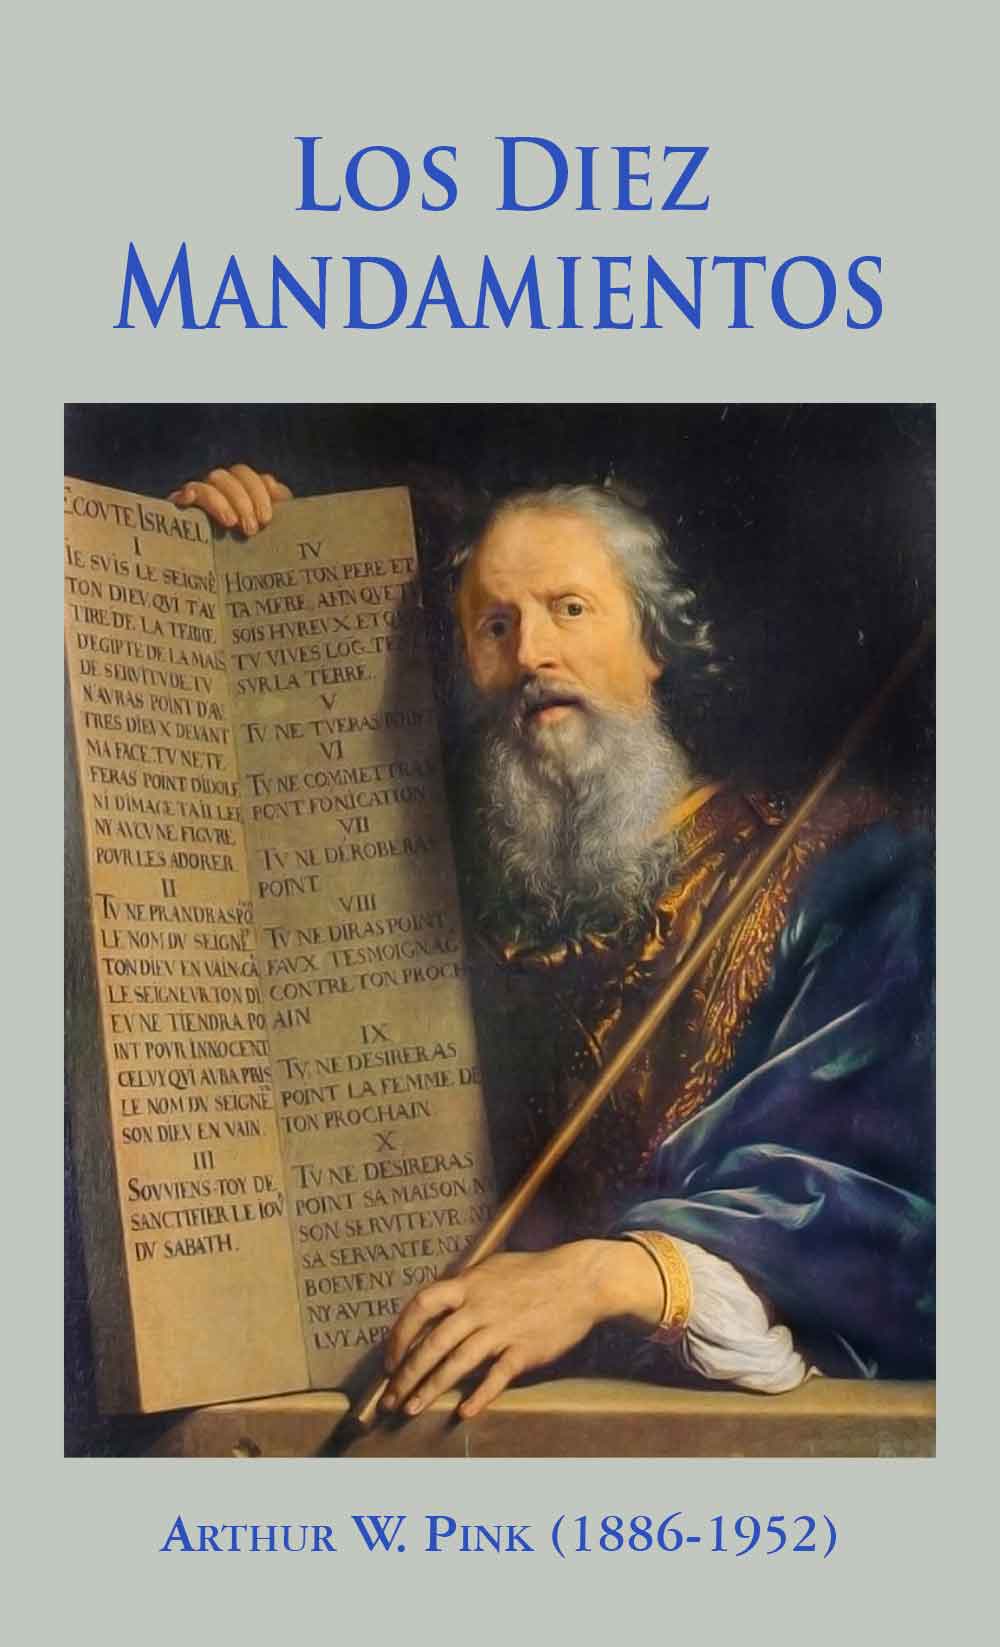 LOS DIEZ
MANDAMIENTOS
ECOVTE ISRAEL
I
IE SVIS LE SEIGNE
TON DIEV, QVI T'AY
TIRE DE LA TERRE
D'EGIPTE DE LA MAIS
DE SERVITVDE TV
N'AVRAS POINT D'AV
TRES DIEVX DEVANT
MA FACE. TV NE TE
FERAS POINT DIDOLE
NI DIMAGE TAILLEE
NY AVCVNE FIGVRE
POVR LES ADORER
II
TV NE PRANDRAS PO
LE NOM DV SEIGNE
TON DIEV EN VAIN. CA
LE SEIGNEVR TON DI
EV NE TIENDRA PO
INT POVR INNOCENT
CELVY QVI AVRA PRIS
LE NOM DV SEIGNE
SON DIEV EN VAIN.
III
SOVVIENS-TOY DE
SANCTIFIER LE IOV
DV SABATH.
IV
HONORE TON PERE ET
TA MERE, AFIN QVE T
SOIS HVREVX ET Q
TV VIVES LOG-TE
SVR LA TERRE.
V
TV NE TVERAS POINT
VI
TV NE COMMETTRAS
POINT FONICATION
VII
TV NE DEROBERAS
POINT
VIII
TV NE DIRAS POINT
FAVX TESMOIGNAG
CONTRE TON PROCH
AIN
IX
TV NE DESIRERAS
POINT LA FEMME DE
TON PROCHAIN
X
TV NE DESIRERAS
POINT SA MAISON N
SON SERVITEVR, NY
SA SERVANTE NY S
BOEVE NY SON
NY AVTRE
LVY APP
ARTHUR W. PINK (1886-1952)